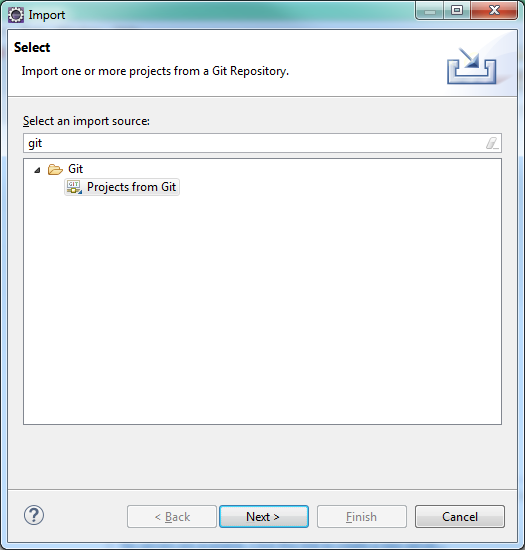 Import
Select
Import one or more projects from a Git Repository.
Select an import source:
git
Git
GIT
Projects from Git
?
< Back
Next >
Finish
Cancel